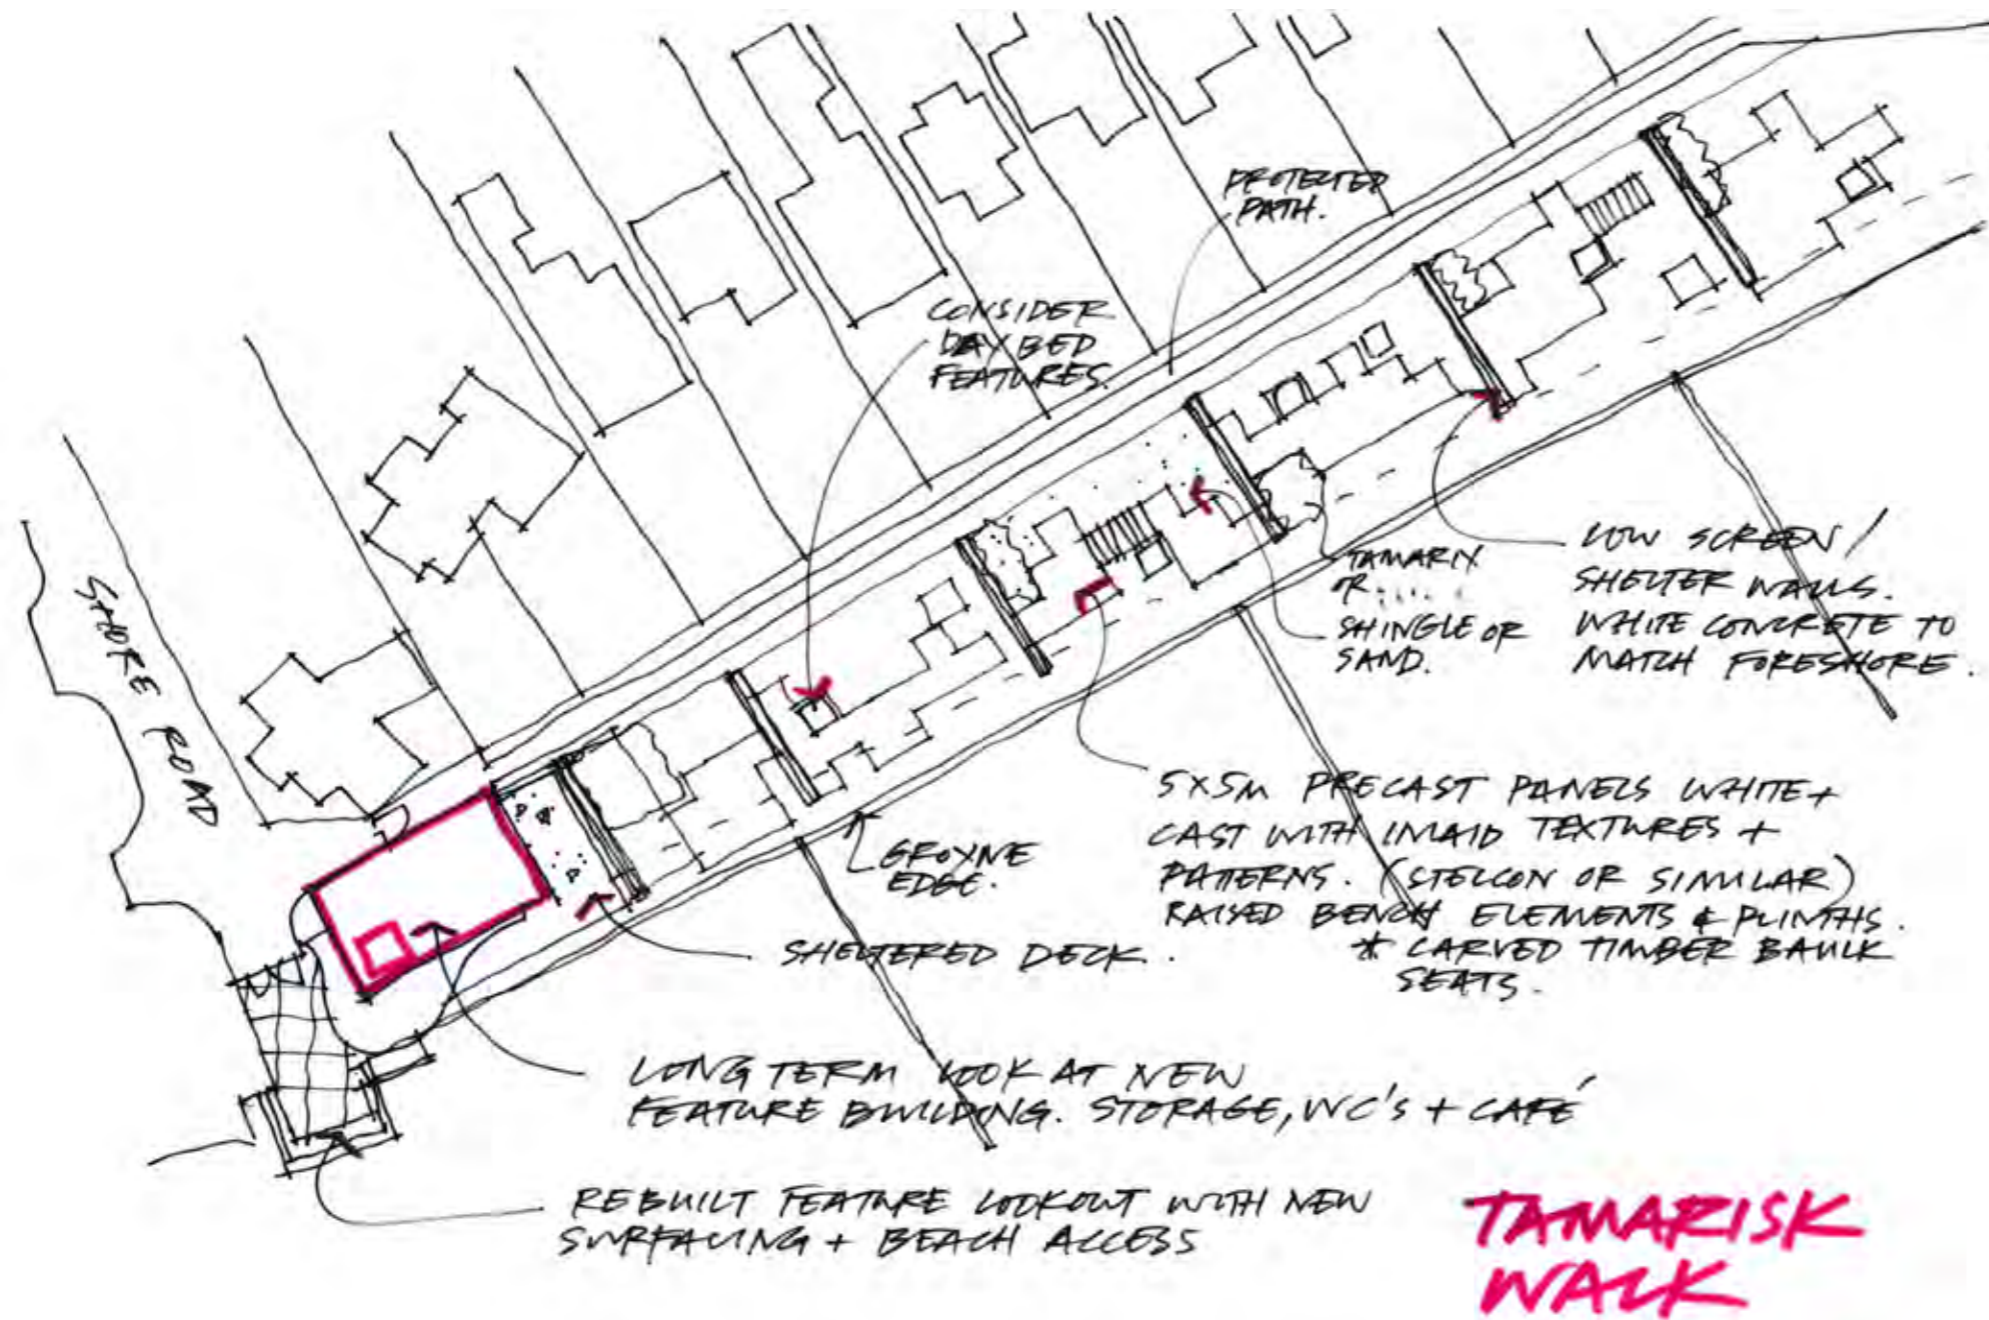 PROTECTED
PATH.
CONSIDER
DAY BED
FEATURES.
SHORE ROAD
TAMARIX
OR
SHINGLE OR
SAND.
LOW SCREEN /
SHELTER WALLS.
WHITE CONCRETE TO
MATCH FORESHORE.
5X5M PRECAST PANELS WHITE +
CAST WITH INLAID TEXTURES +
PATTERNS. (STELCON OR SIMILAR)
RAISED BENCH ELEMENTS & PLINTHS.
* CARVED TIMBER BAULK
SEATS.
GROYNE
EDGE.
SHELTERED DECK.
LONG TERM LOOK AT NEW
FEATURE BUILDING. STORAGE, WC'S + CAFÉ
REBUILT FEATURE LOOKOUT WITH NEW
SURFACING + BEACH ACCESS
TAMARISK
WALK